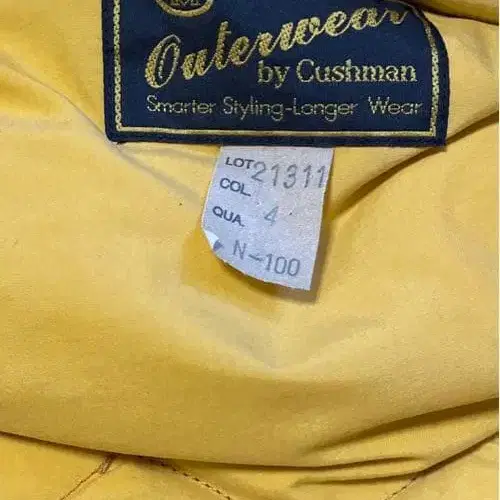 Outerwear
by Cushman
Smarter Styling-Longer Wear
LOT 21311
COL.
QUA. 4
N-100